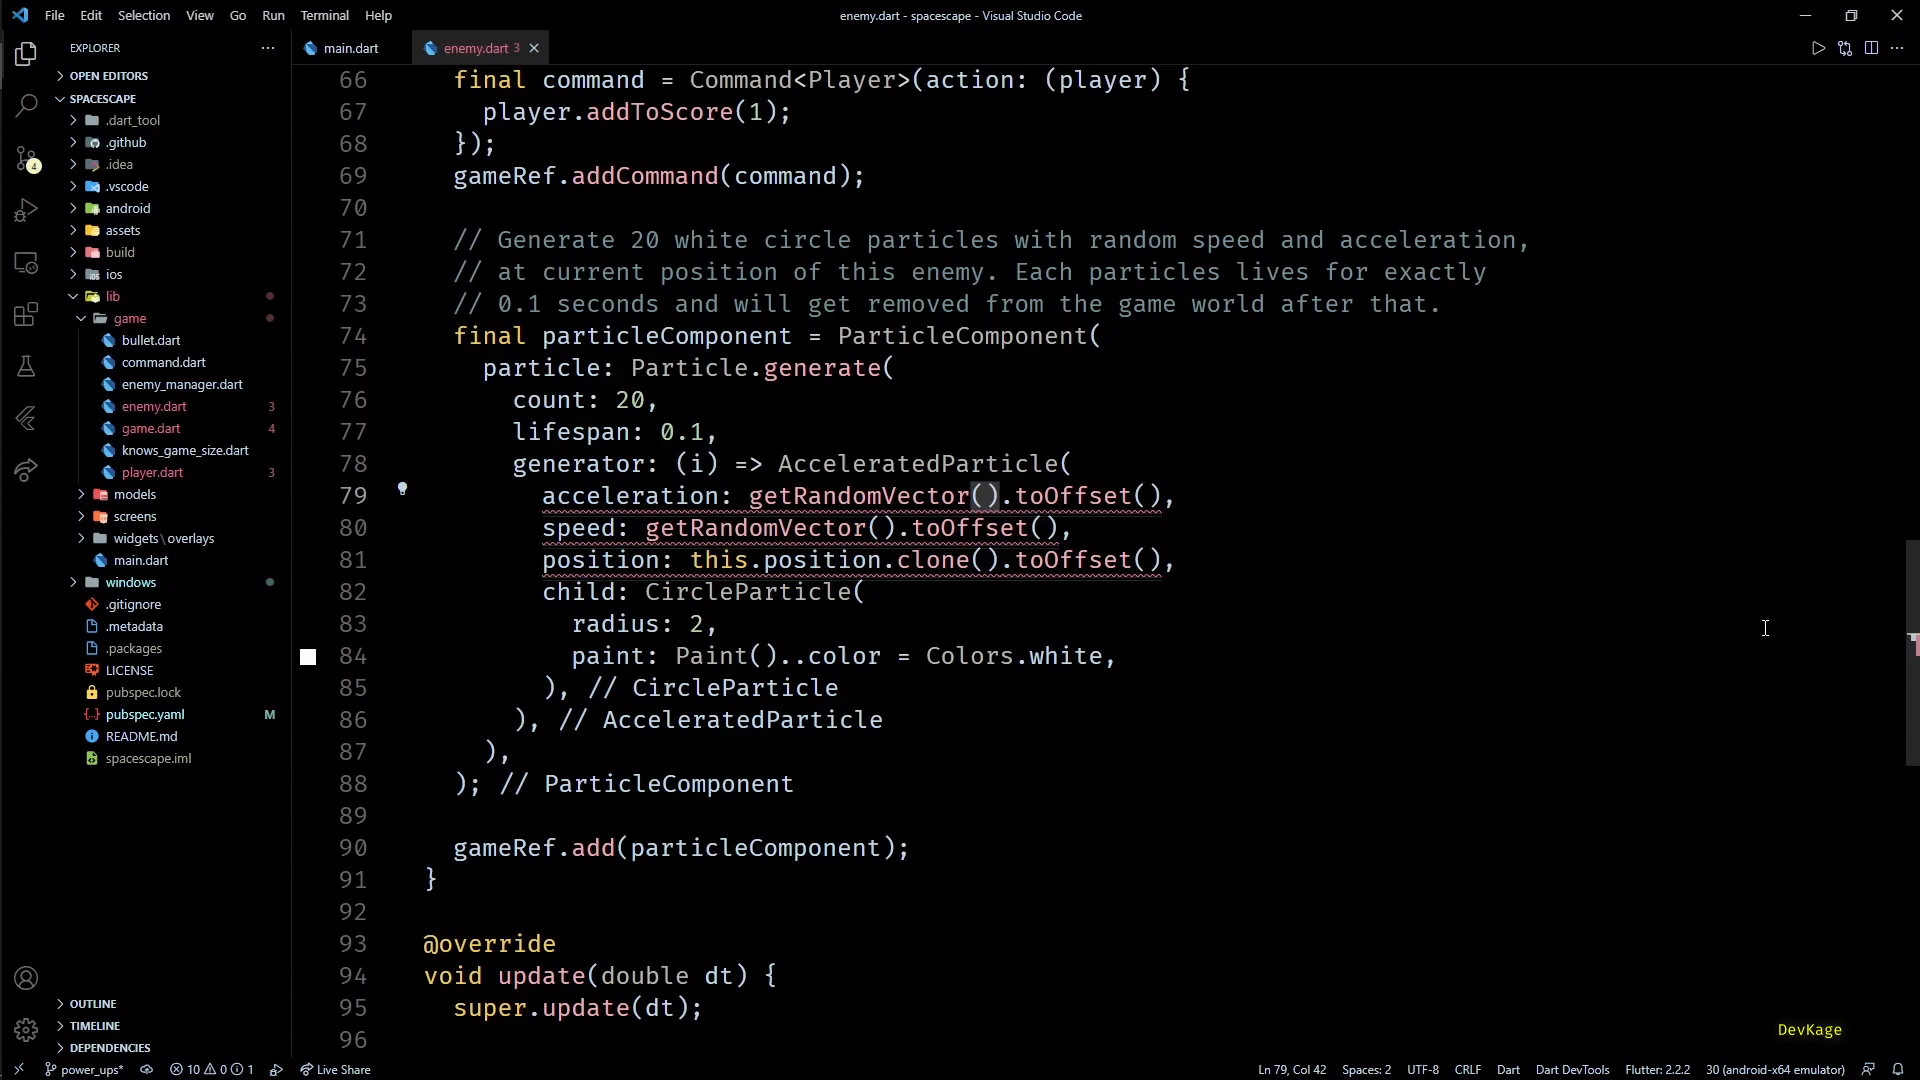 File Edit Selection View Go Run Terminal Help
enemy.dart - spacescape - Visual Studio Code
EXPLORER
OPEN EDITORS
SPACESCAPE
.dart_tool
.github
.idea
.vscode
android
assets
build
ios
lib
game
bullet.dart
command.dart
enemy_manager.dart
enemy.dart 3
game.dart 4
knows_game_size.dart
player.dart 3
models
screens
widgets\overlays
main.dart
windows
.gitignore
.metadata
.packages
LICENSE
pubspec.lock
pubspec.yaml M
README.md
spacescape.iml
OUTLINE
TIMELINE
DEPENDENCIES
4
main.dart
enemy.dart 3
66 final command = Command<Player>(action: (player) {
67 player.addToScore(1);
68 });
69 gameRef.addCommand(command);
70
71 // Generate 20 white circle particles with random speed and acceleration,
72 // at current position of this enemy. Each particles lives for exactly
73 // 0.1 seconds and will get removed from the game world after that.
74 final particleComponent = ParticleComponent(
75 particle: Particle.generate(
76 count: 20,
77 lifespan: 0.1,
78 generator: (i) => AcceleratedParticle(
79 acceleration: getRandomVector().toOffset(),
80 speed: getRandomVector().toOffset(),
81 position: this.position.clone().toOffset(),
82 child: CircleParticle(
83 radius: 2,
84 paint: Paint()..color = Colors.white,
85 ), // CircleParticle
86 ), // AcceleratedParticle
87 ),
88 ); // ParticleComponent
89
90 gameRef.add(particleComponent);
91 }
92
93 @override
94 void update(double dt) {
95 super.update(dt);
96
DevKage
power_ups* 10 0 1 Live Share
Ln 79, Col 42 Spaces: 2 UTF-8 CRLF Dart Dart DevTools Flutter: 2.2.2 30 (android-x64 emulator)